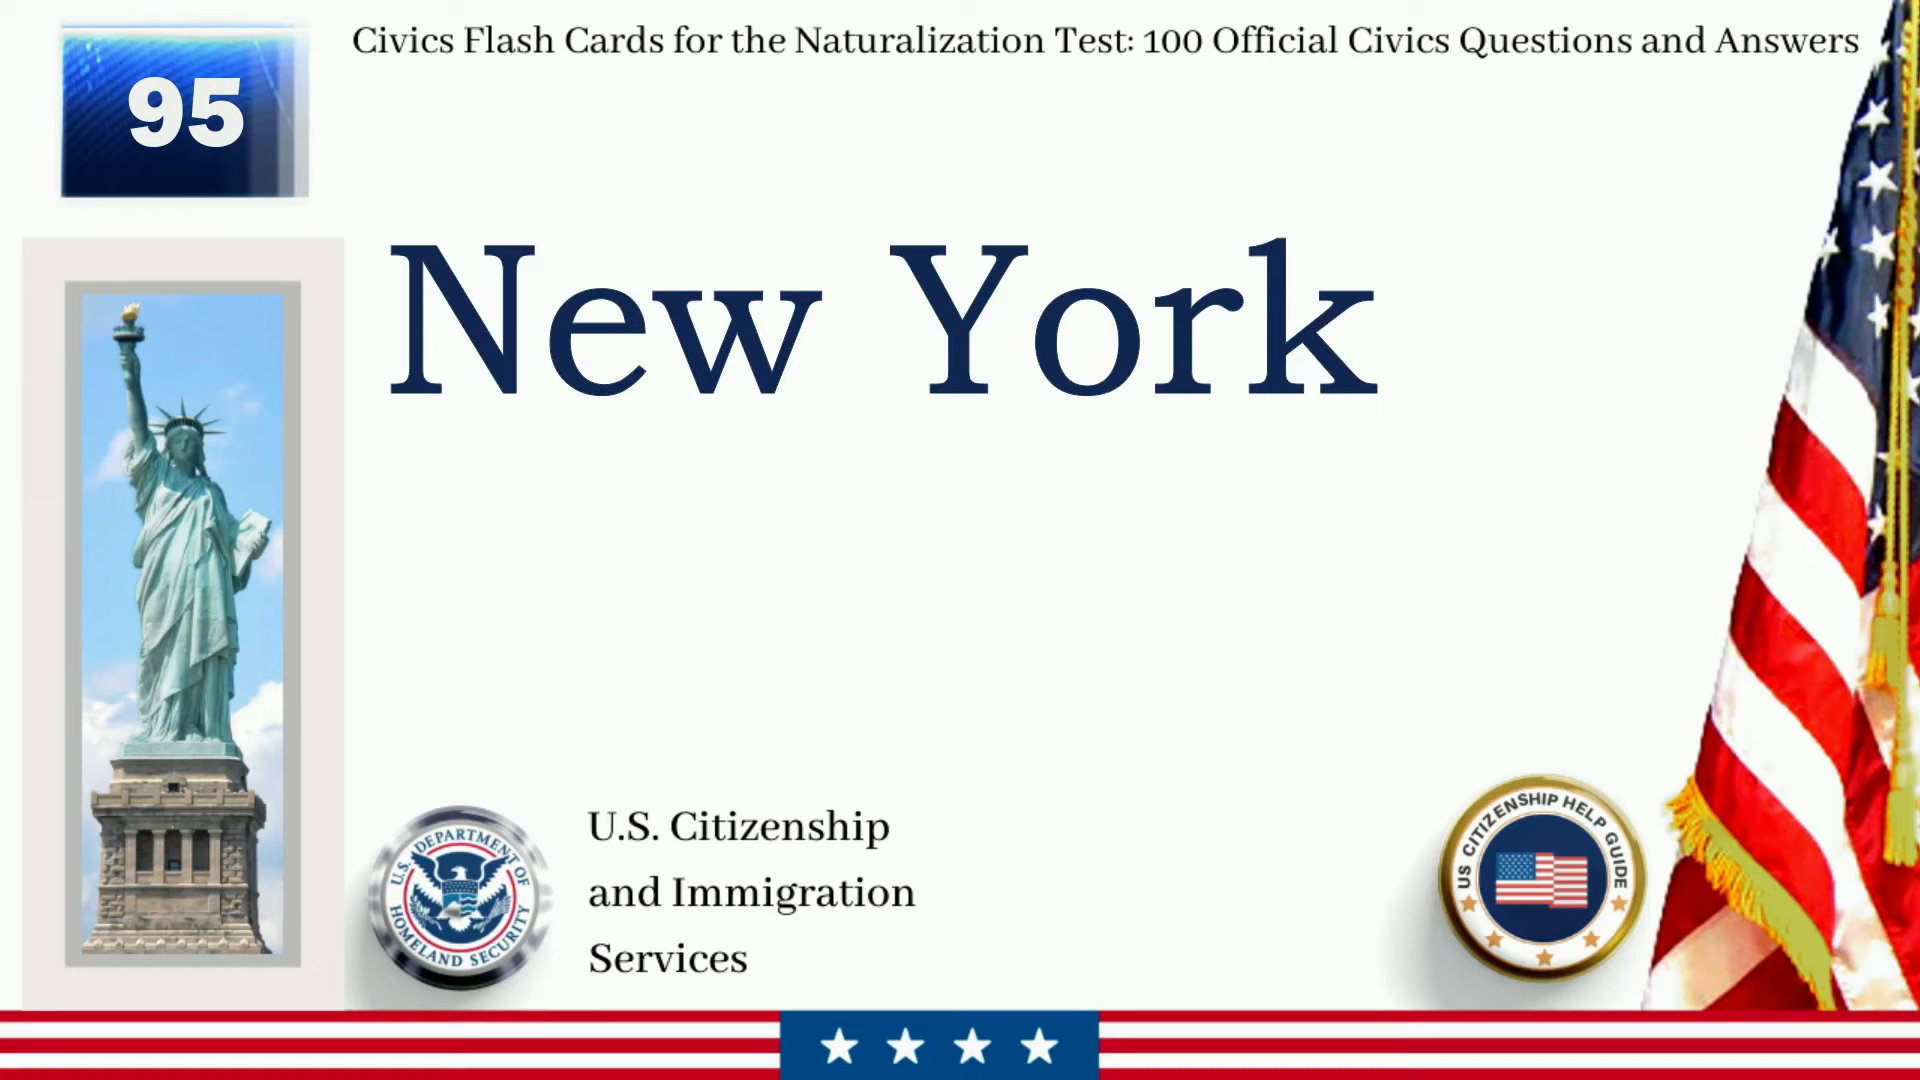 95
Civics Flash Cards for the Naturalization Test: 100 Official Civics Questions and Answers
New York
U.S. DEPARTMENT OF
HOMELAND SECURITY
U.S. Citizenship
and Immigration
Services
US CITIZENSHIP HELP GUIDE